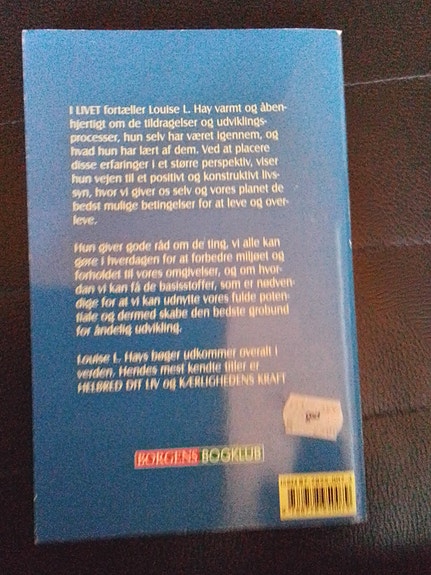 I LIVET fortæller Louise L. Hay varmt og åben-
hjertigt om de tildragelser og udviklings-
processer, hun selv har været igennem, og
hvad hun har lært af dem. Ved at placere
disse erfaringer i et større perspektiv, viser
hun vejen til et positivt og konstruktivt livs-
syn, hvor vi giver os selv og vores planet de
bedst mulige betingelser for at leve og over-
leve.
Hun giver gode råd om de ting, vi alle kan
gøre i hverdagen for at forbedre miljøet og
forholdet til vores omgivelser, og om hvor-
dan vi kan få de basisstoffer, som er nødven-
dige for at vi kan udnytte vores fulde poten-
tiale og dermed skabe den bedste grobund
for åndelig udvikling.
Louise L. Hays bøger udkommer overalt i
verden. Hendes mest kendte titler er
HELBRED DIT LIV og KÆRLIGHEDENS KRAFT
BORGENS BOGKLUB